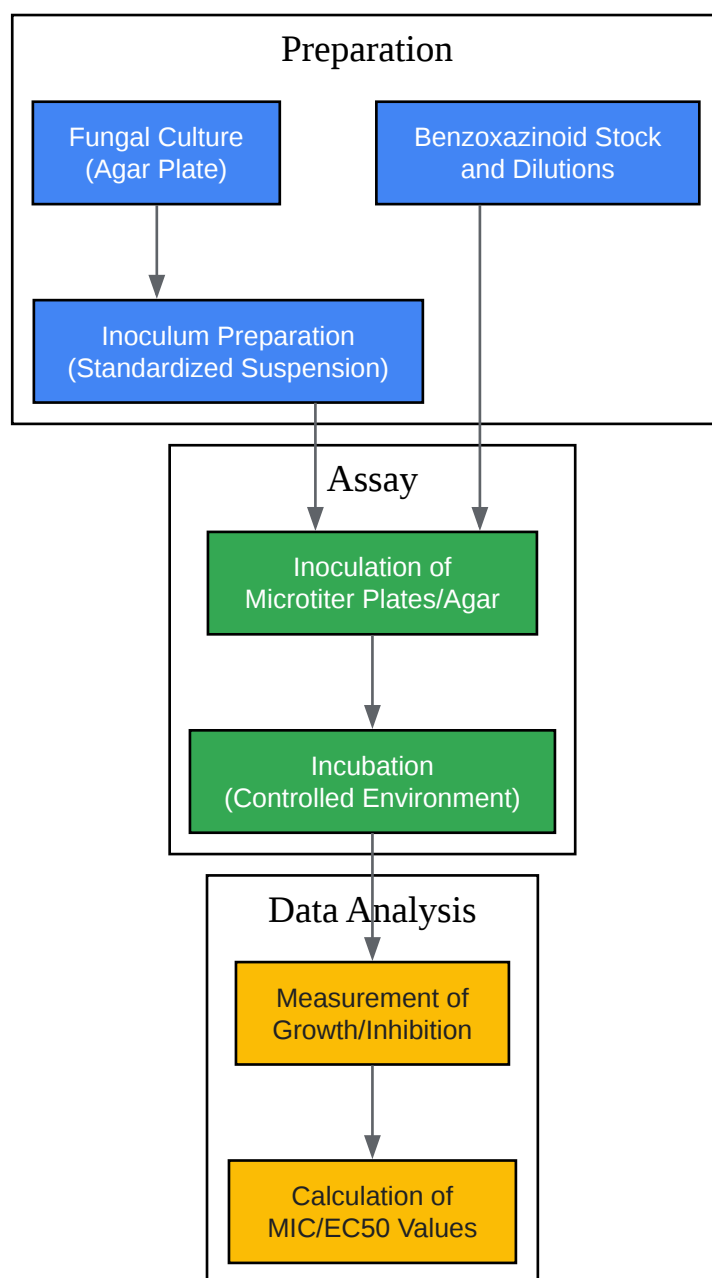 Preparation
Fungal Culture
(Agar Plate)
Benzoxazinoid Stock
and Dilutions
Inoculum Preparation
(Standardized Suspension)
Assay
Inoculation of
Microtiter Plates/Agar
Incubation
(Controlled Environment)
Data Analysis
Measurement of
Growth/Inhibition
Calculation of
MIC/EC50 Values